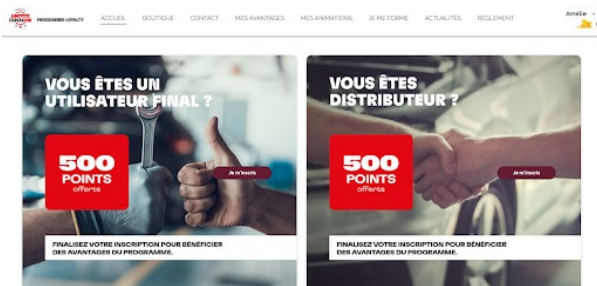 PROGRAMME LOYALTY
ACCUEIL
BOUTIQUE
CONTACT
MES AVANTAGES
MES ANIMATIONS
JE ME FORME
ACTUALITÉS
RÈGLEMENT
Amélie
VOUS ÊTES UN
UTILISATEUR FINAL ?
500
POINTS
offerts
Je m'inscris
FINALISEZ VOTRE INSCRIPTION POUR BÉNÉFICIER
DES AVANTAGES DU PROGRAMME.
VOUS ÊTES
DISTRIBUTEUR ?
500
POINTS
offerts
Je m'inscris
FINALISEZ VOTRE INSCRIPTION POUR BÉNÉFICIER
DES AVANTAGES DU PROGRAMME.